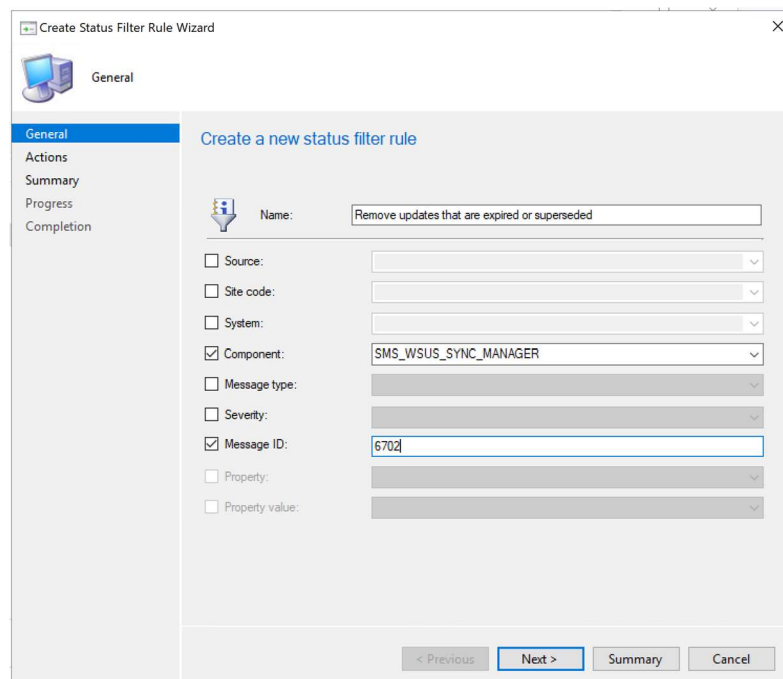 Create Status Filter Rule Wizard
General
General
Actions
Summary
Progress
Completion
Create a new status filter rule
Name: Remove updates that are expired or superseded
Source:
Site code:
System:
Component: SMS_WSUS_SYNC_MANAGER
Message type:
Severity:
Message ID: 6702
Property:
Property value:
< Previous Next > Summary Cancel